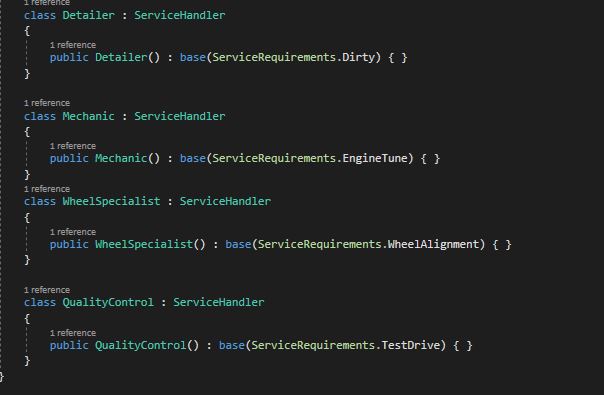 1 reference
class Detailer : ServiceHandler
{
1 reference
public Detailer() : base(ServiceRequirements.Dirty) { }
}
1 reference
class Mechanic : ServiceHandler
{
1 reference
public Mechanic() : base(ServiceRequirements.EngineTune) { }
}
1 reference
class WheelSpecialist : ServiceHandler
{
1 reference
public WheelSpecialist() : base(ServiceRequirements.WheelAlignment) { }
}
1 reference
class QualityControl : ServiceHandler
{
1 reference
public QualityControl() : base(ServiceRequirements.TestDrive) { }
}
}